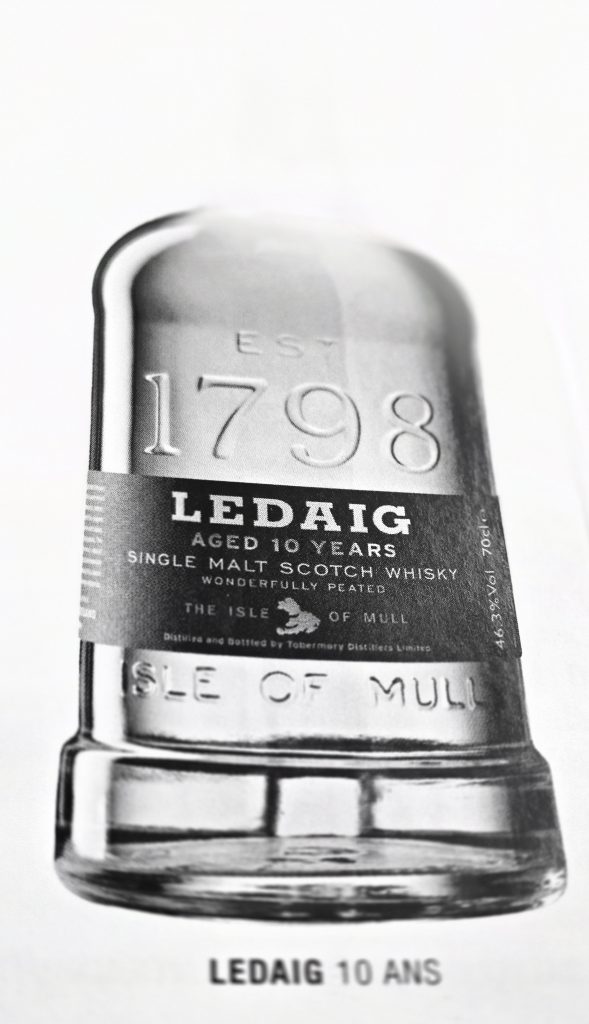 EST
1798
LEDAIG
AGED 10 YEARS
SINGLE MALT SCOTCH WHISKY
WONDERFULLY PEATED
THE ISLE OF MULL
Distilled and Bottled by Tobermory Distillers Limited
46.3%Vol 70cl e
ISLE OF MULL
LEDAIG 10 ANS